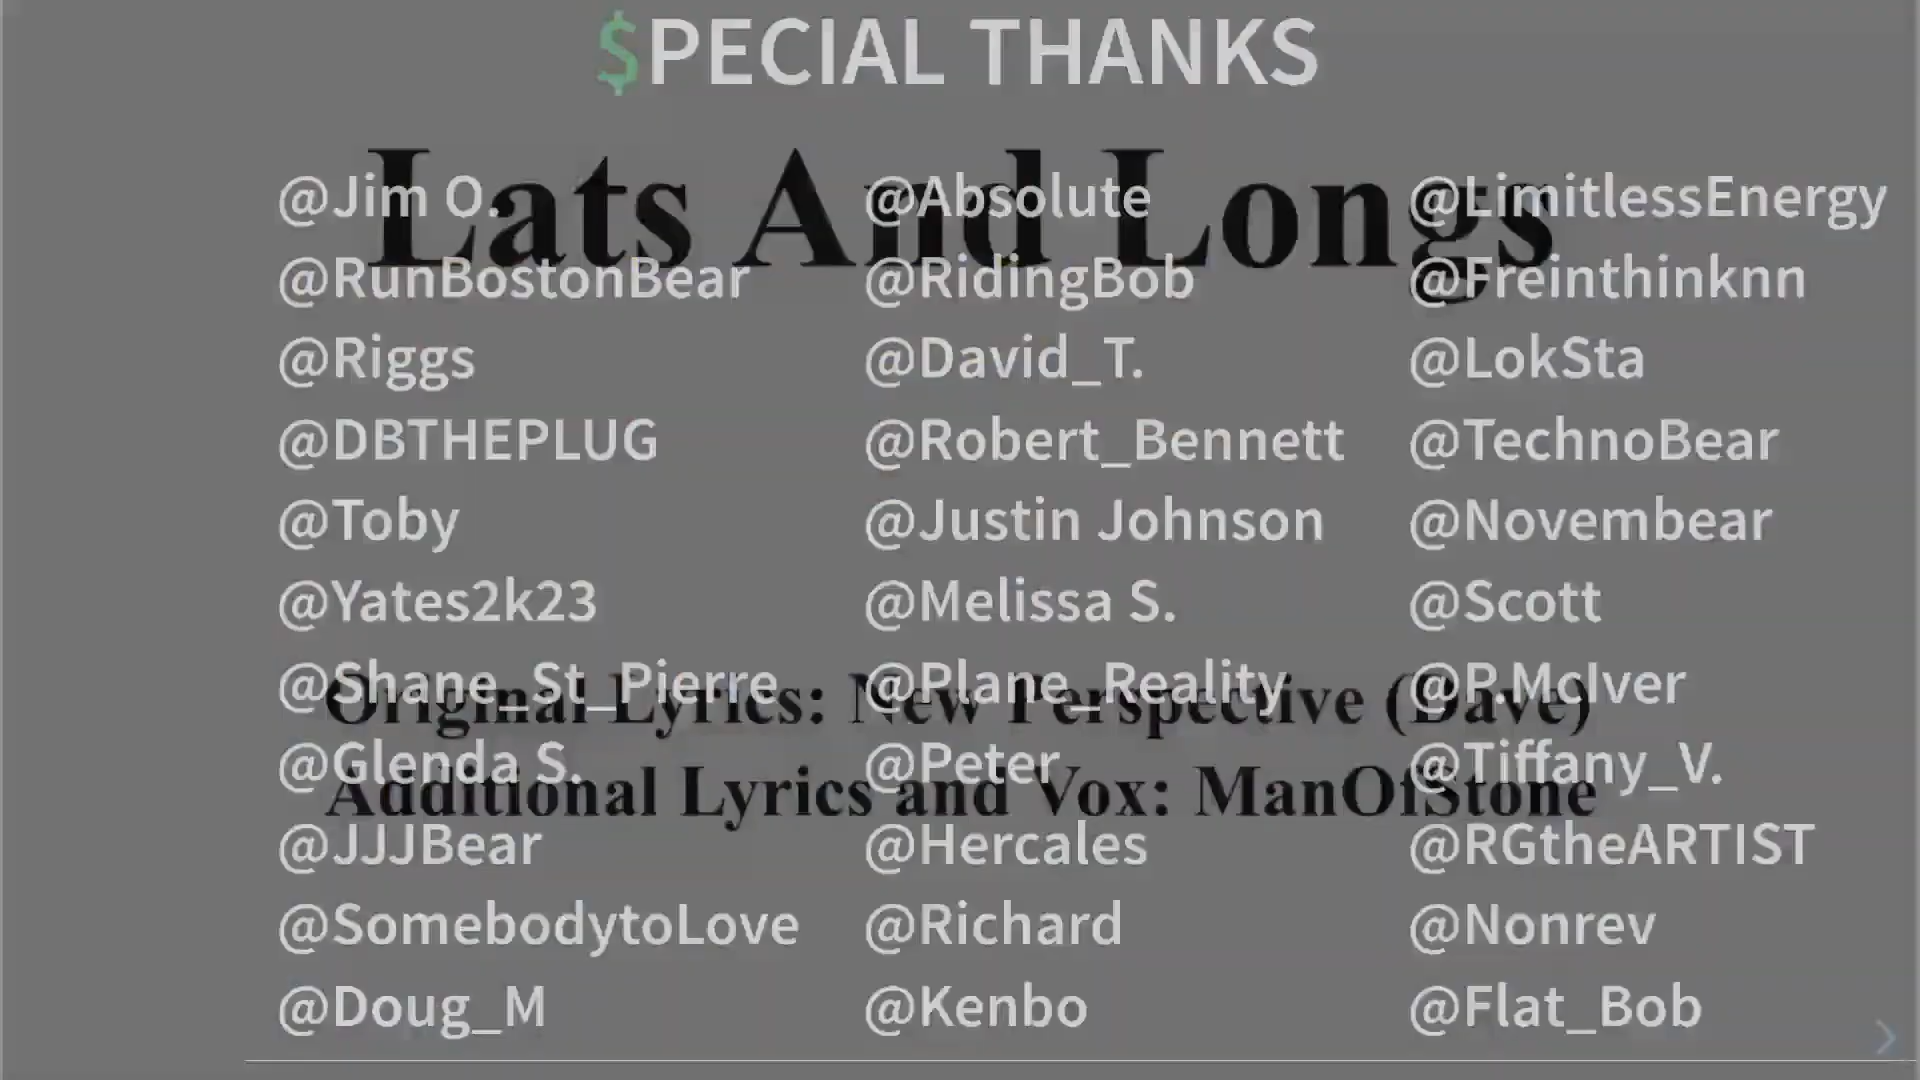 $PECIAL THANKS
Lats And Longs
@Jim O. @Absolute @LimitlessEnergy
@RunBostonBear @RidingBob @Freinthinknn
@Riggs @David_T. @LokSta
@DBTHEPLUG @Robert_Bennett @TechnoBear
@Toby @Justin Johnson @Novembear
@Yates2k23 @Melissa S. @Scott
@Shane_St_Pierre @Plane_Reality @P.McIver
Original Lyrics: New Perspective (Dave)
@Glenda S. @Peter @Tiffany_V.
Additional Lyrics and Vox: ManOfStone
@JJJBear @Hercales @RGtheARTIST
@SomebodytoLove @Richard @Nonrev
@Doug_M @Kenbo @Flat_Bob